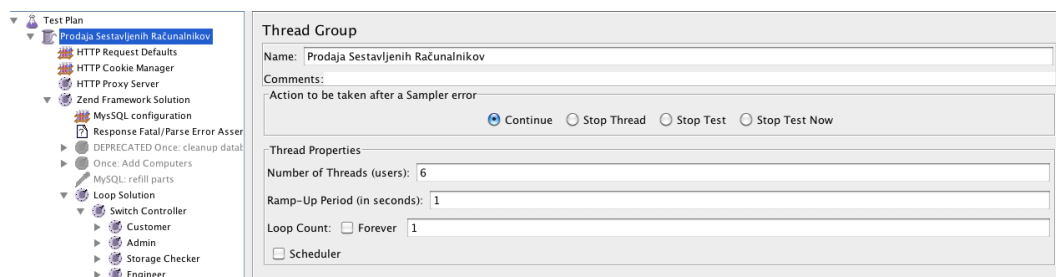 Test Plan
Prodaja Sestavljenih Računalnikov
HTTP Request Defaults
HTTP Cookie Manager
HTTP Proxy Server
Zend Framework Solution
MysSQL configuration
Response Fatal/Parse Error Asser
DEPRECATED Once: cleanup datab
Once: Add Computers
MySQL: refill parts
Loop Solution
Switch Controller
Customer
Admin
Storage Checker
Engineer
Thread Group
Name: Prodaja Sestavljenih Računalnikov
Comments:
Action to be taken after a Sampler error
Continue Stop Thread Stop Test Stop Test Now
Thread Properties
Number of Threads (users): 6
Ramp-Up Period (in seconds): 1
Loop Count: Forever 1
Scheduler